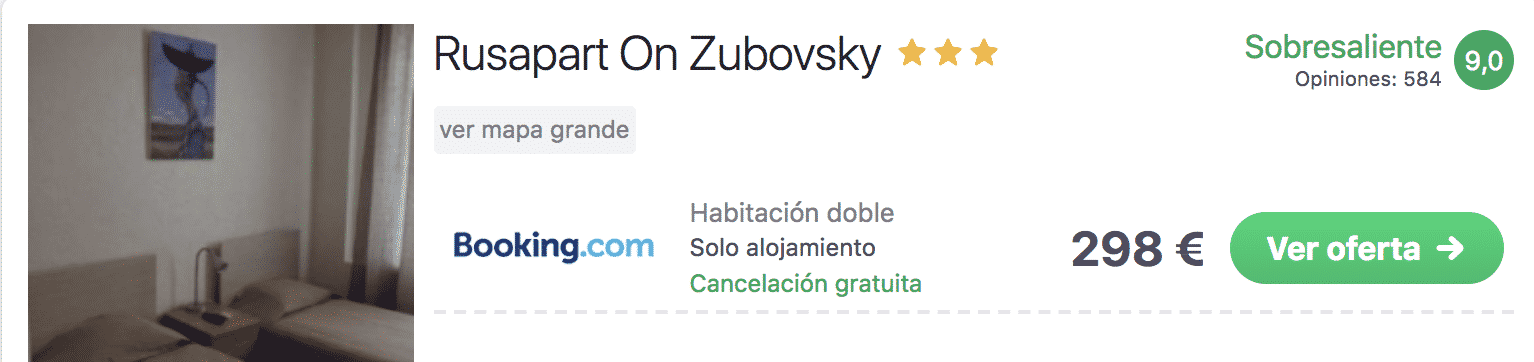 Rusapart On Zubovsky
Sobresaliente
9,0
Opiniones: 584
ver mapa grande
Booking.com
Habitación doble
Solo alojamiento
Cancelación gratuita
298 €
Ver oferta →